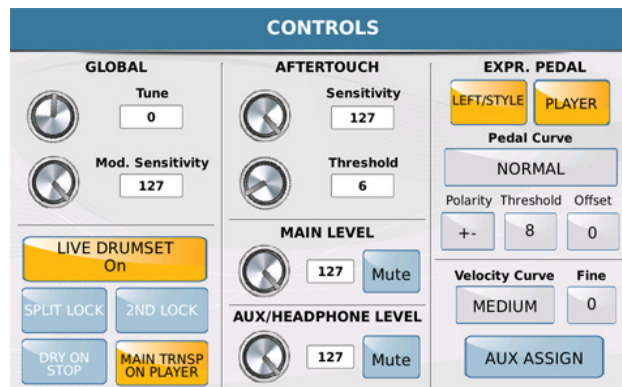 CONTROLS
GLOBAL
Tune
0
Mod. Sensitivity
127
LIVE DRUMSET
On
SPLIT LOCK
2ND LOCK
DRY ON
STOP
MAIN TRNSP
ON PLAYER
AFTERTOUCH
Sensitivity
127
Threshold
6
MAIN LEVEL
127
Mute
AUX/HEADPHONE LEVEL
127
Mute
EXPR. PEDAL
LEFT/STYLE
PLAYER
Pedal Curve
NORMAL
Polarity Threshold Offset
+- 8 0
Velocity Curve Fine
MEDIUM 0
AUX ASSIGN